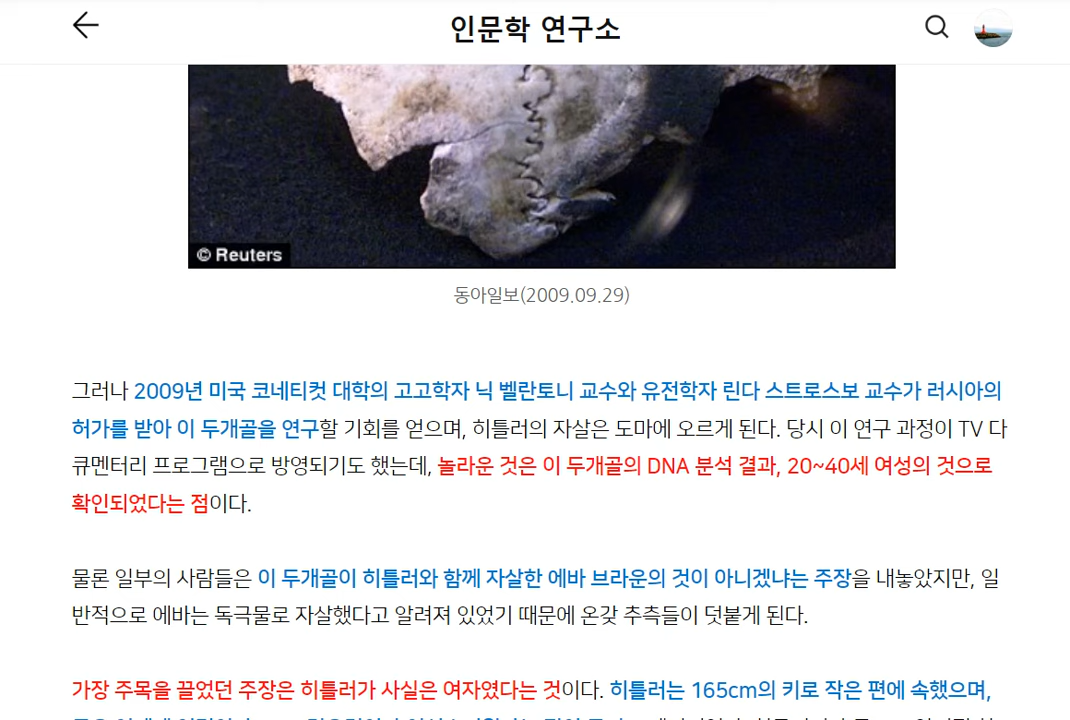 인문학 연구소
© Reuters
동아일보(2009.09.29)
그러나 2009년 미국 코네티컷 대학의 고고학자 닉 벨란토니 교수와 유전학자 린다 스트로스보 교수가 러시아의
허가를 받아 이 두개골을 연구할 기회를 얻으며, 히틀러의 자살은 도마에 오르게 된다. 당시 이 연구 과정이 TV 다
큐멘터리 프로그램으로 방영되기도 했는데, 놀라운 것은 이 두개골의 DNA 분석 결과, 20~40세 여성의 것으로
확인되었다는 점이다.
물론 일부의 사람들은 이 두개골이 히틀러와 함께 자살한 에바 브라운의 것이 아니겠냐는 주장을 내놓았지만, 일
반적으로 에바는 독극물로 자살했다고 알려져 있었기 때문에 온갖 추측들이 덧붙게 된다.
가장 주목을 끌었던 주장은 히틀러가 사실은 여자였다는 것이다. 히틀러는 165cm의 키로 작은 편에 속했으며,